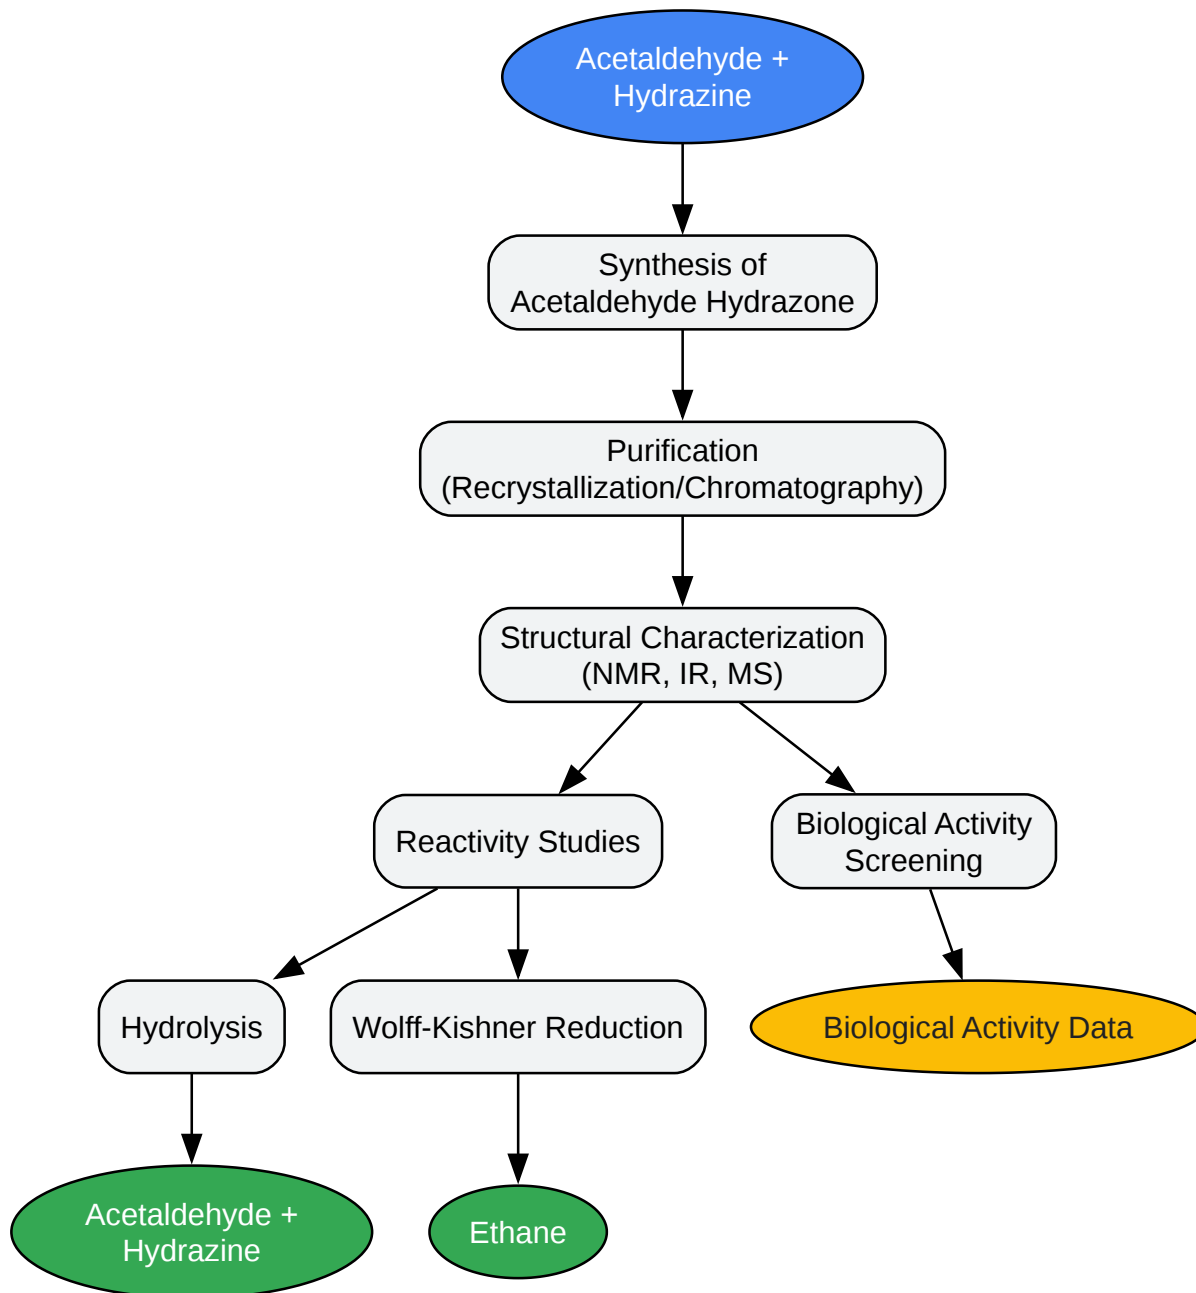 Acetaldehyde +
Hydrazine
Synthesis of
Acetaldehyde Hydrazone
Purification
(Recrystallization/Chromatography)
Structural Characterization
(NMR, IR, MS)
Reactivity Studies
Biological Activity
Screening
Hydrolysis
Wolff-Kishner Reduction
Biological Activity Data
Acetaldehyde +
Hydrazine
Ethane